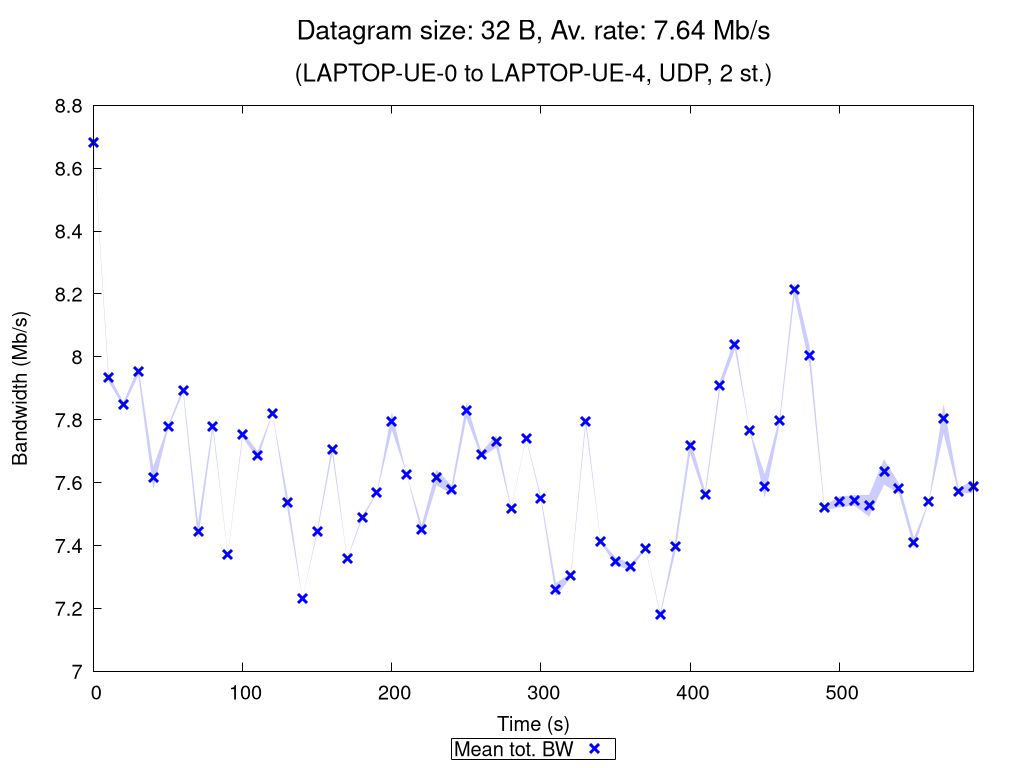 Datagram size: 32 B, Av. rate: 7.64 Mb/s
(LAPTOP-UE-0 to LAPTOP-UE-4, UDP, 2 st.)
8.8
8.6
8.4
8.2
8
7.8
7.6
7.4
7.2
7
Bandwidth (Mb/s)
0 100 200 300 400 500
Time (s)
Mean tot. BW